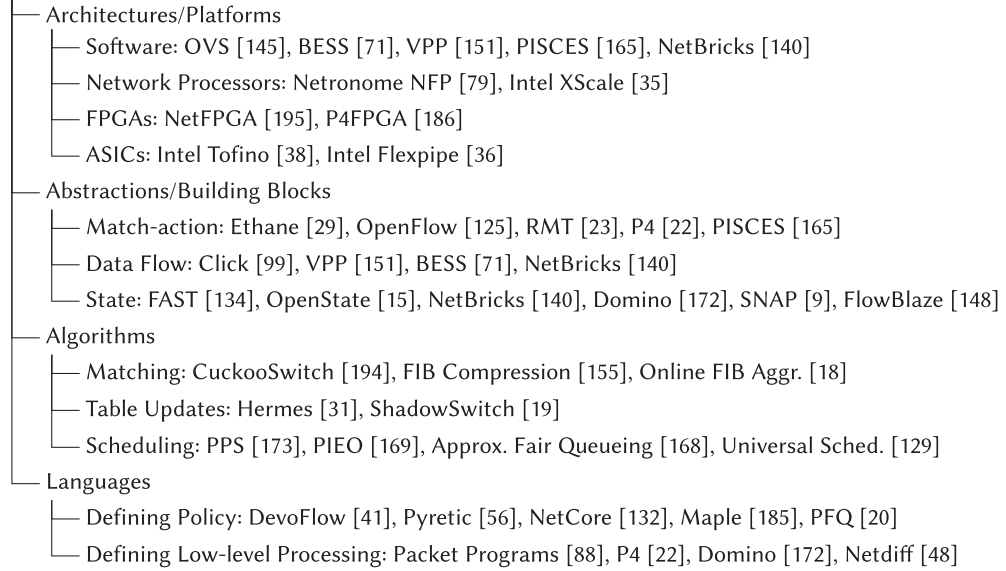 Architectures/Platforms
Software: OVS [145], BESS [71], VPP [151], PISCES [165], NetBricks [140]
Network Processors: Netronome NFP [79], Intel XScale [35]
FPGAs: NetFPGA [195], P4FPGA [186]
ASICs: Intel Tofino [38], Intel Flexpipe [36]
Abstractions/Building Blocks
Match-action: Ethane [29], OpenFlow [125], RMT [23], P4 [22], PISCES [165]
Data Flow: Click [99], VPP [151], BESS [71], NetBricks [140]
State: FAST [134], OpenState [15], NetBricks [140], Domino [172], SNAP [9], FlowBlaze [148]
Algorithms
Matching: CuckooSwitch [194], FIB Compression [155], Online FIB Aggr. [18]
Table Updates: Hermes [31], ShadowSwitch [19]
Scheduling: PPS [173], PIEO [169], Approx. Fair Queueing [168], Universal Sched. [129]
Languages
Defining Policy: DevoFlow [41], Pyretic [56], NetCore [132], Maple [185], PFQ [20]
Defining Low-level Processing: Packet Programs [88], P4 [22], Domino [172], Netdiff [48]